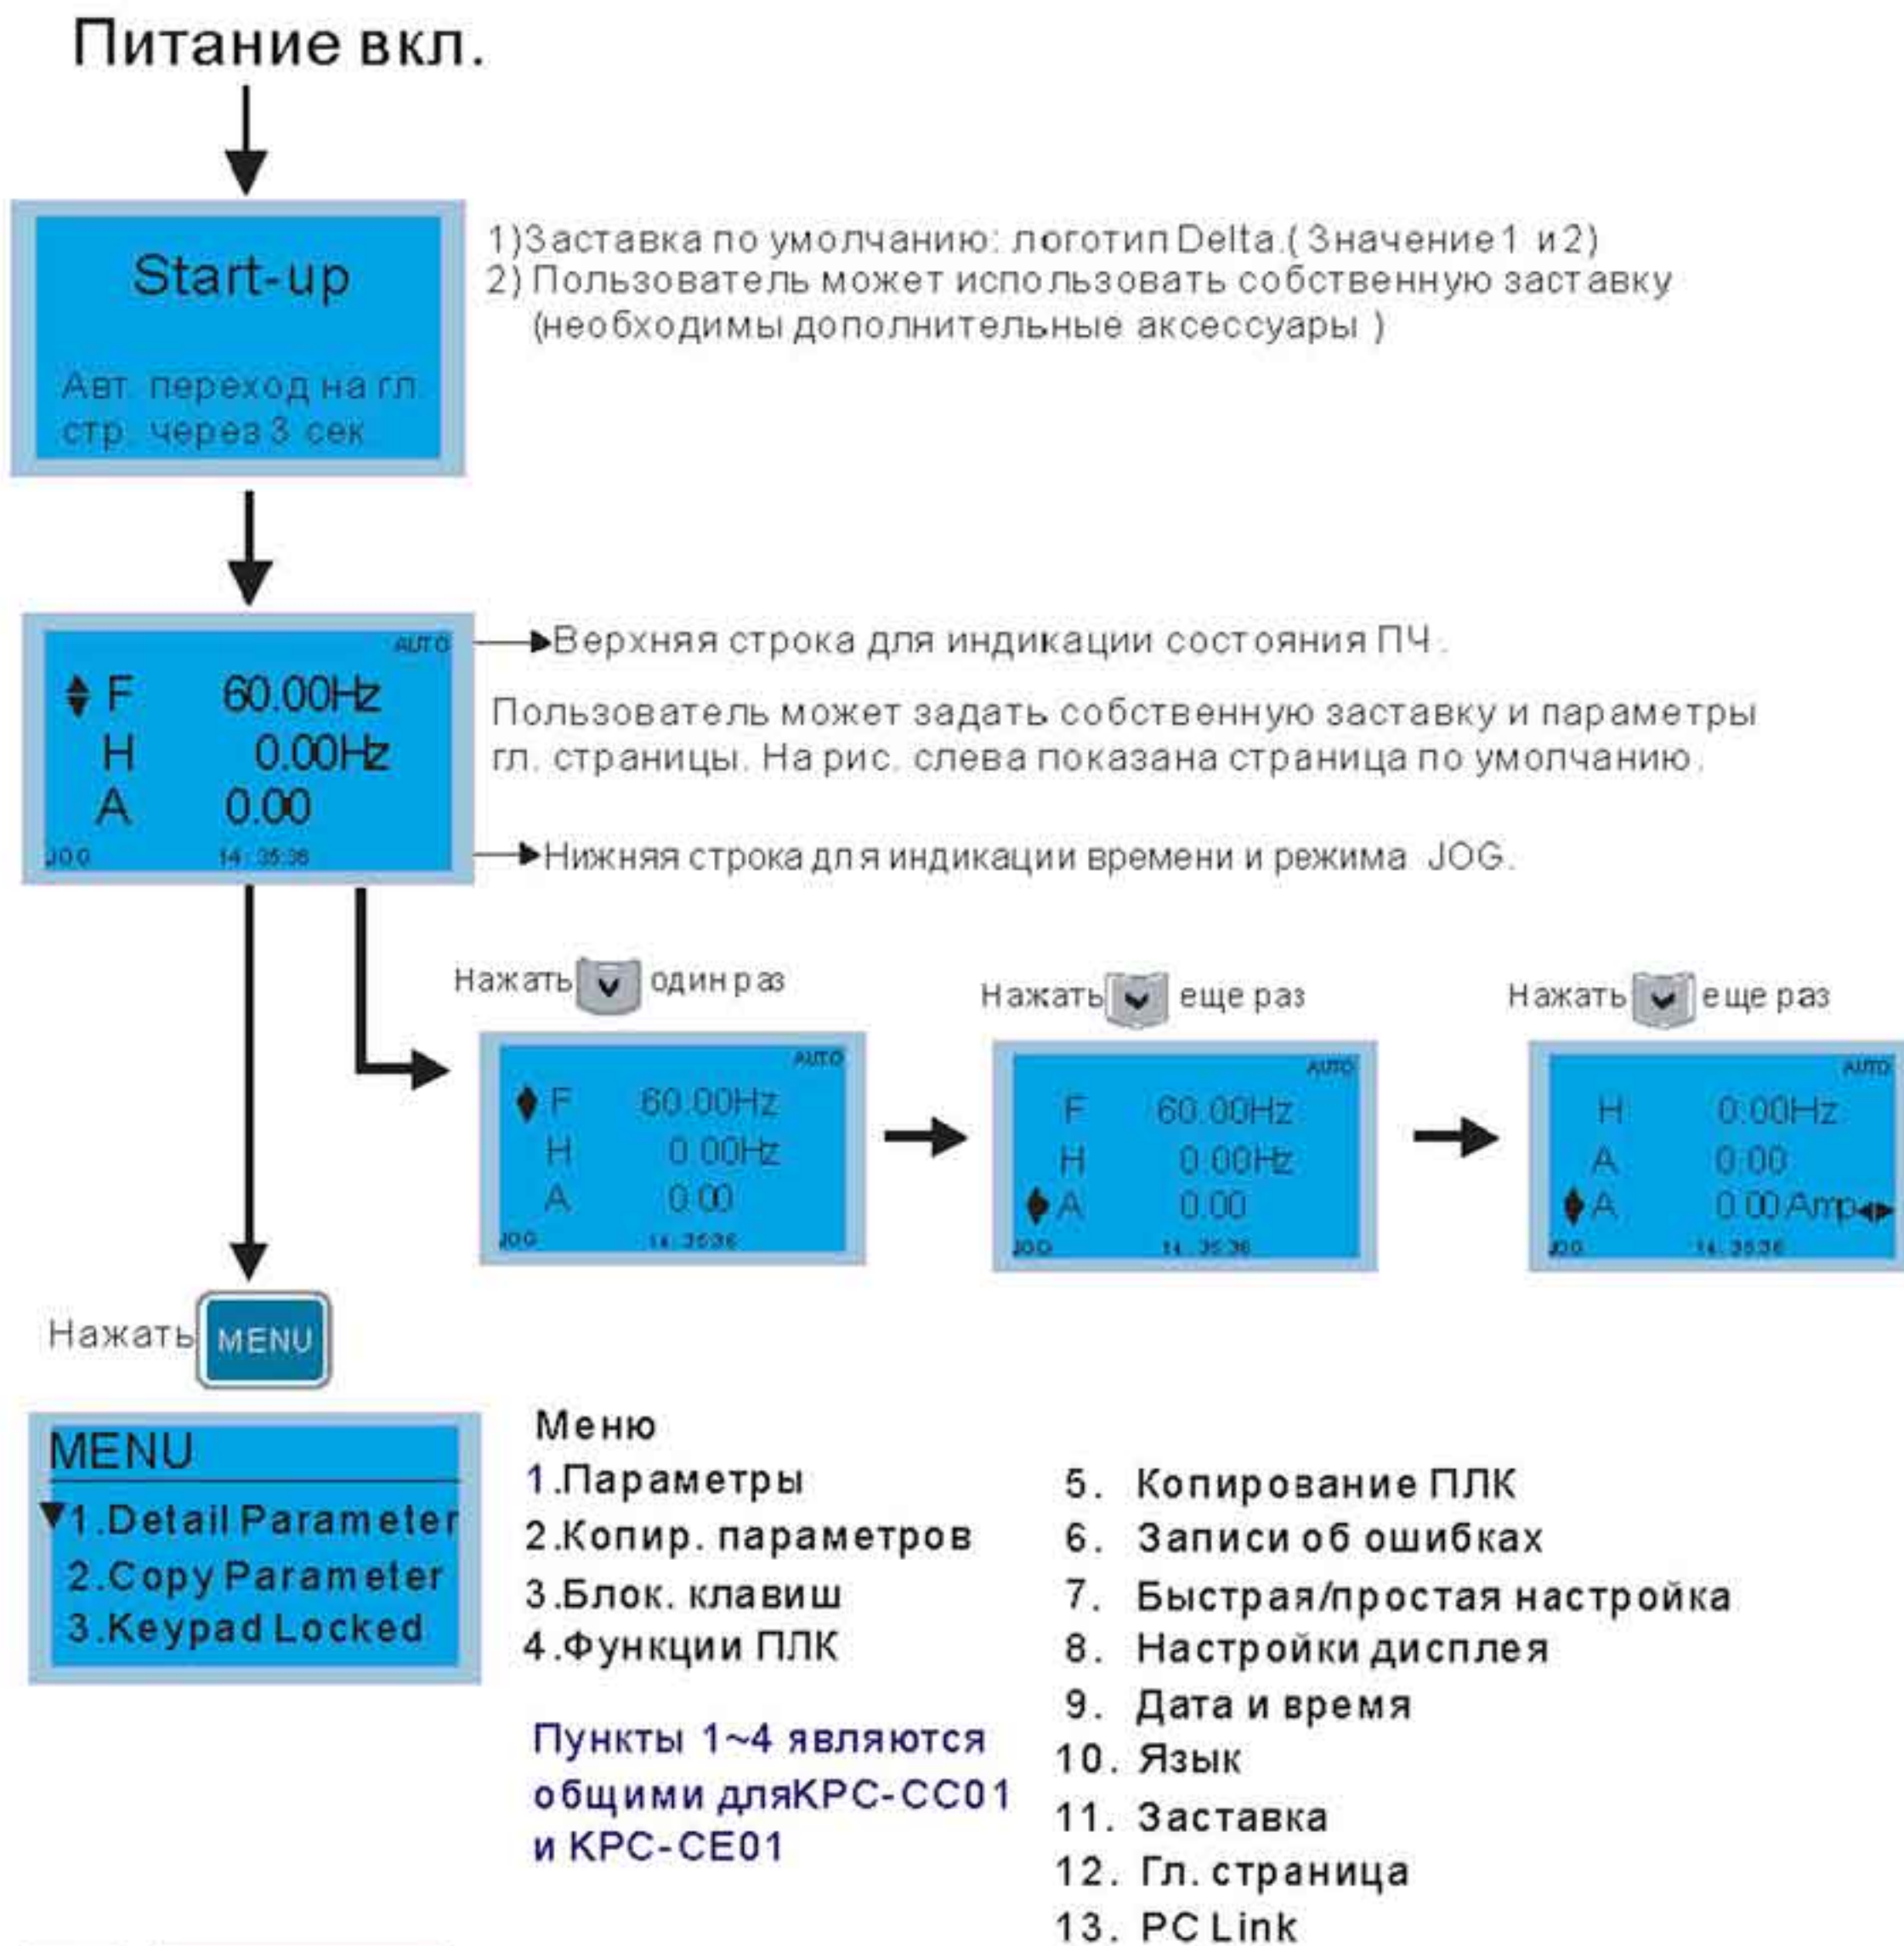 Питание вкл.
Start-up
Авт. переход на гл.
стр. через 3 сек
1)Заставка по умолчанию: логотип Delta.(Значение 1 и 2)
2) Пользователь может использовать собственную заставку
(необходимы дополнительные аксессуары )
AUTO
F 60.00Hz
H 0.00Hz
A 0.00
JOG 14:35:36
Верхняя строка для индикации состояния ПЧ.
Пользователь может задать собственную заставку и параметры
гл. страницы. На рис. слева показана страница по умолчанию.
Нижняя строка для индикации времени и режима JOG.
Нажать один раз
AUTO
F 60.00Hz
H 0.00Hz
A 0.00
JOG 14:35:36
Нажать еще раз
AUTO
F 60.00Hz
H 0.00Hz
A 0.00
JOG 14:35:36
Нажать еще раз
AUTO
H 0.00Hz
A 0.00
A 0.00 Amp
JOG 14:35:36
Нажать MENU
MENU
1.Detail Parameter
2.Copy Parameter
3.Keypad Locked
Меню
1.Параметры
2.Копир. параметров
3.Блок. клавиш
4.Функции ПЛК
Пункты 1~4 являются
общими для KPC-CC01
и KPC-CE01
5. Копирование ПЛК
6. Записи об ошибках
7. Быстрая/простая настройка
8. Настройки дисплея
9. Дата и время
10. Язык
11. Заставка
12. Гл. страница
13. PC Link